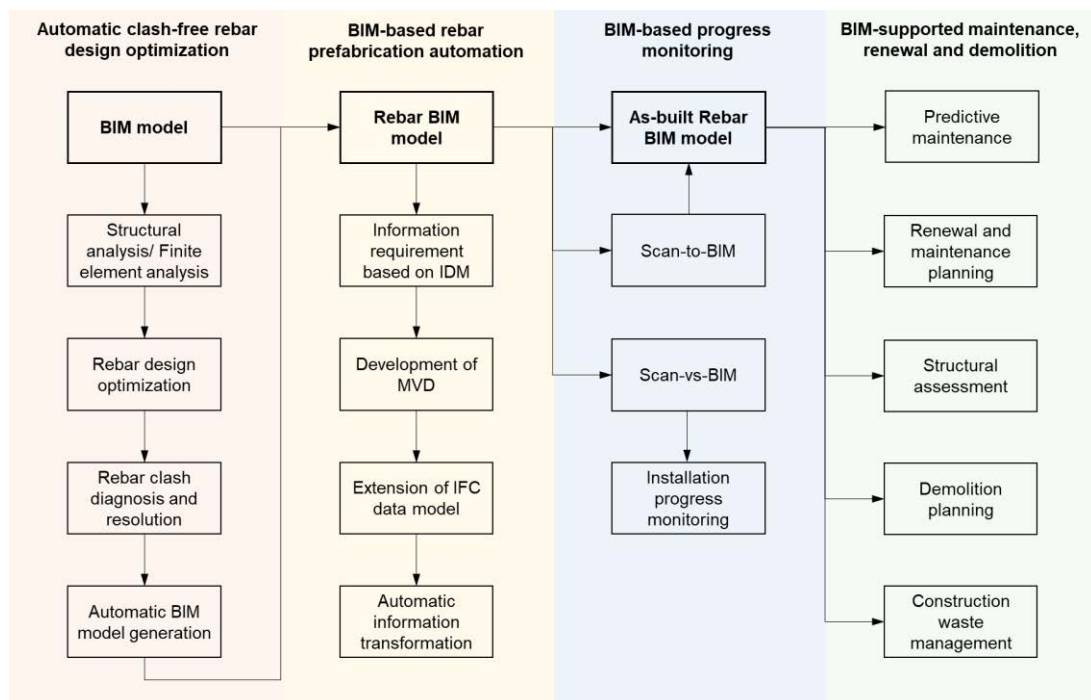 Automatic clash-free rebar
design optimization
BIM model
Structural
analysis/ Finite
element analysis
Rebar design
optimization
Rebar clash
diagnosis and
resolution
Automatic BIM
model generation
BIM-based rebar
prefabrication automation
Rebar BIM
model
Information
requirement
based on IDM
Development of
MVD
Extension of IFC
data model
Automatic
information
transformation
BIM-based progress
monitoring
As-built Rebar
BIM model
Scan-to-BIM
Scan-vs-BIM
Installation
progress
monitoring
BIM-supported maintenance,
renewal and demolition
Predictive
maintenance
Renewal and
maintenance
planning
Structural
assessment
Demolition
planning
Construction
waste
management